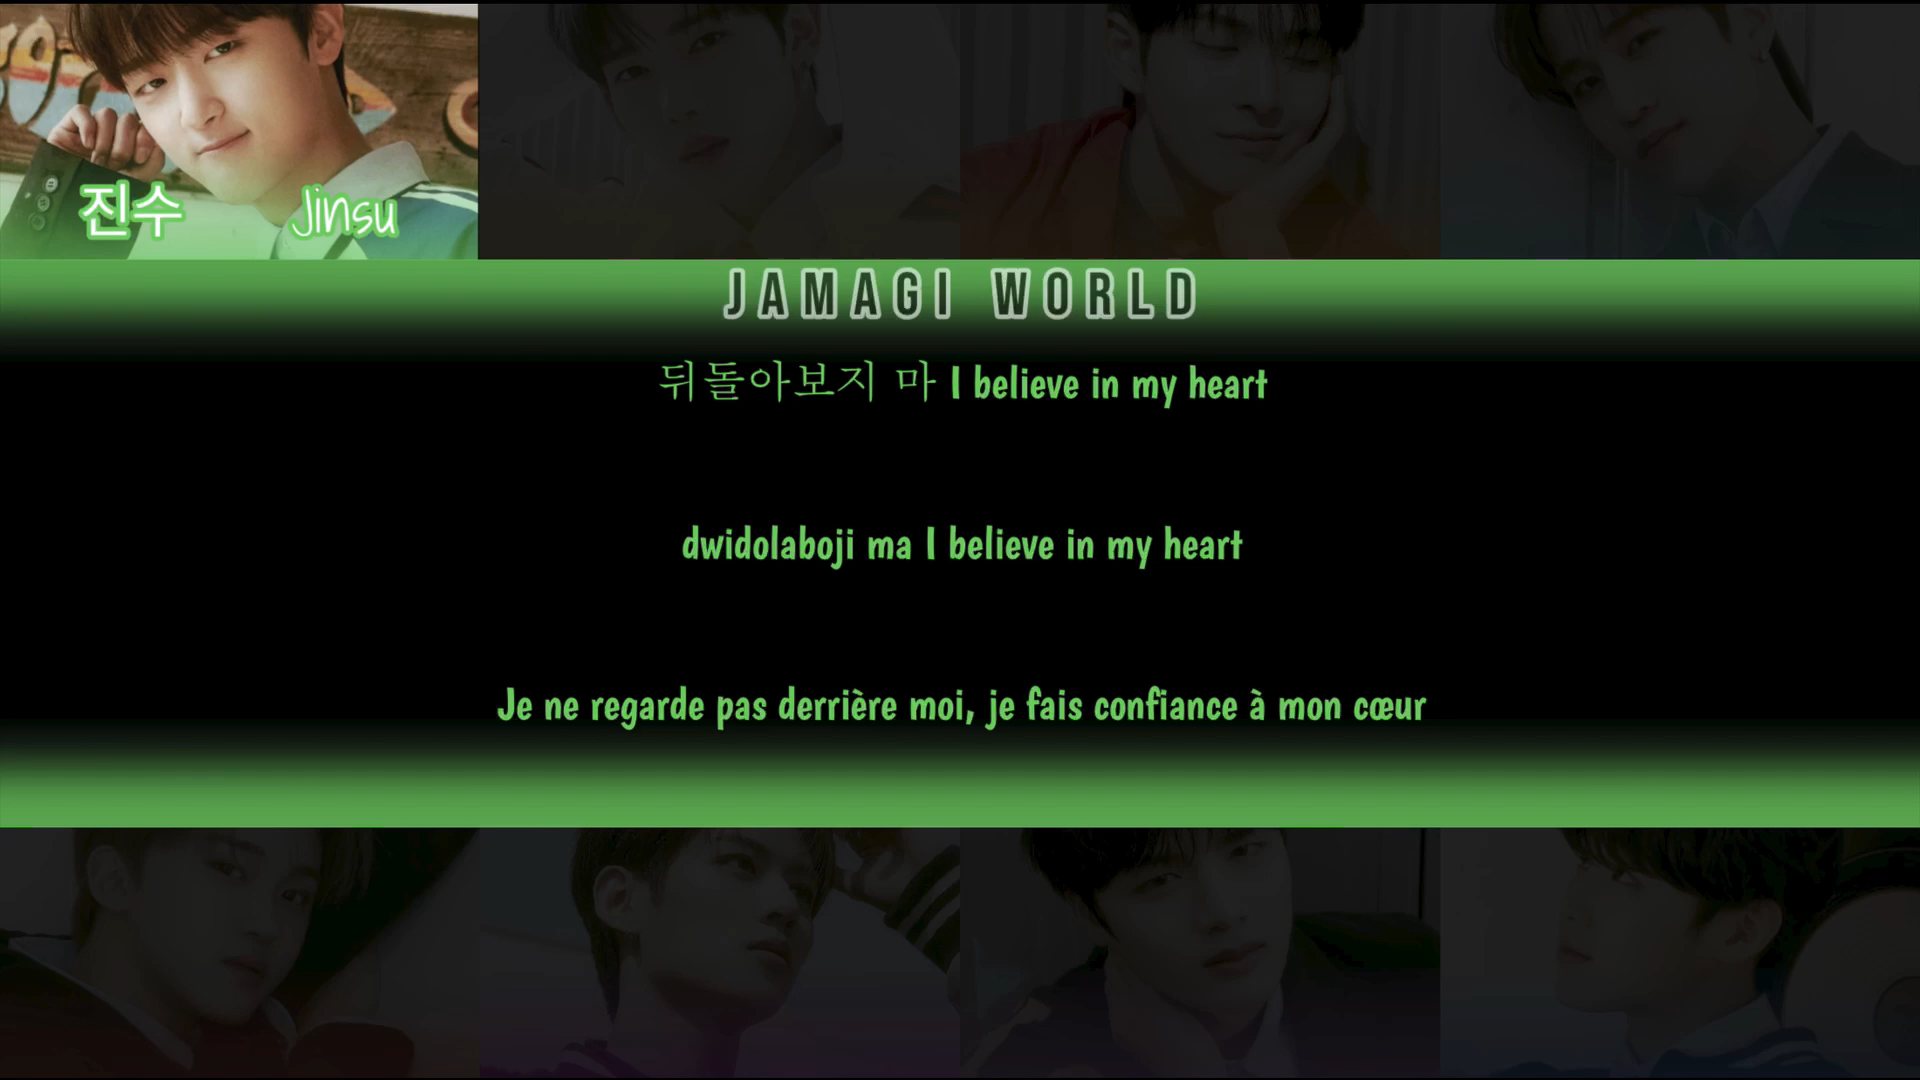 진수 Jinsu
JAMAGI WORLD
뒤돌아보지 마 I believe in my heart
dwidolaboji ma I believe in my heart
Je ne regarde pas derrière moi, je fais confiance à mon cœur